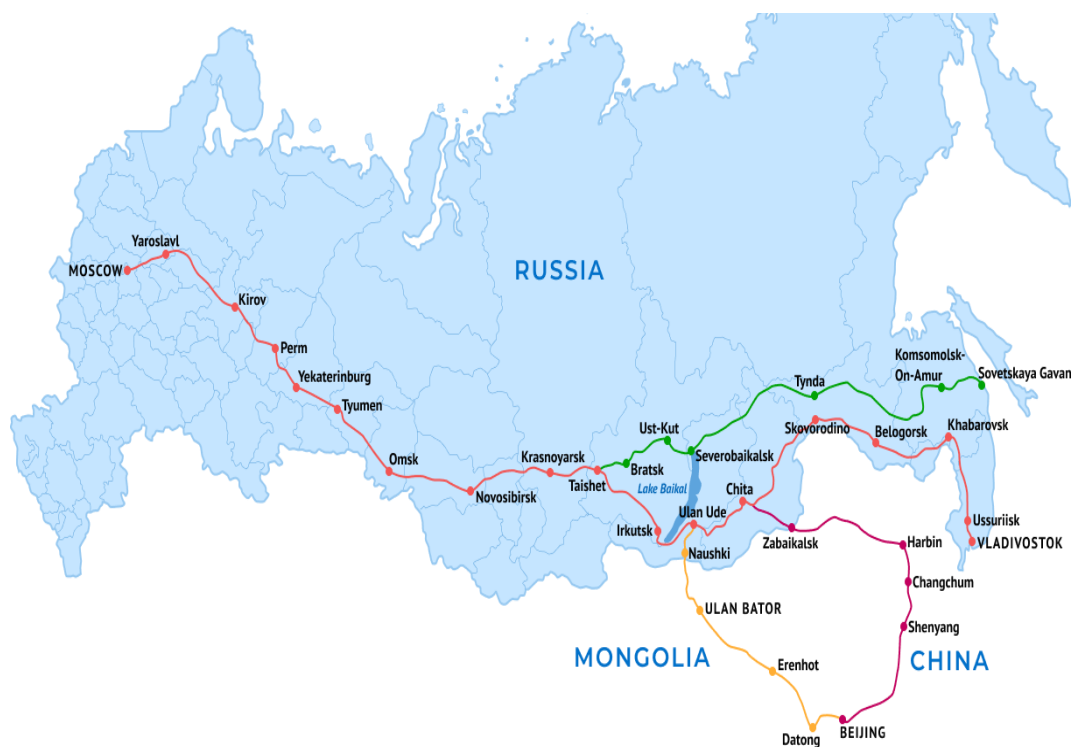 Yaroslavl
MOSCOW
RUSSIA
Kirov
Perm
Yekaterinburg
Tyumen
Omsk
Novosibirsk
Krasnoyarsk
Taishet
Bratsk
Ust-Kut
Severobaikalsk
Lake Baikal
Tynda
Komsomolsk-
On-Amur
Sovetskaya Gavan
Skovorodino
Belogorsk
Khabarovsk
Chita
Ulan Ude
Irkutsk
Naushki
Zabaikalsk
Ussuriisk
VLADIVOSTOK
Harbin
Changchum
Shenyang
ULAN BATOR
MONGOLIA
CHINA
Erenhot
Datong
BEIJING